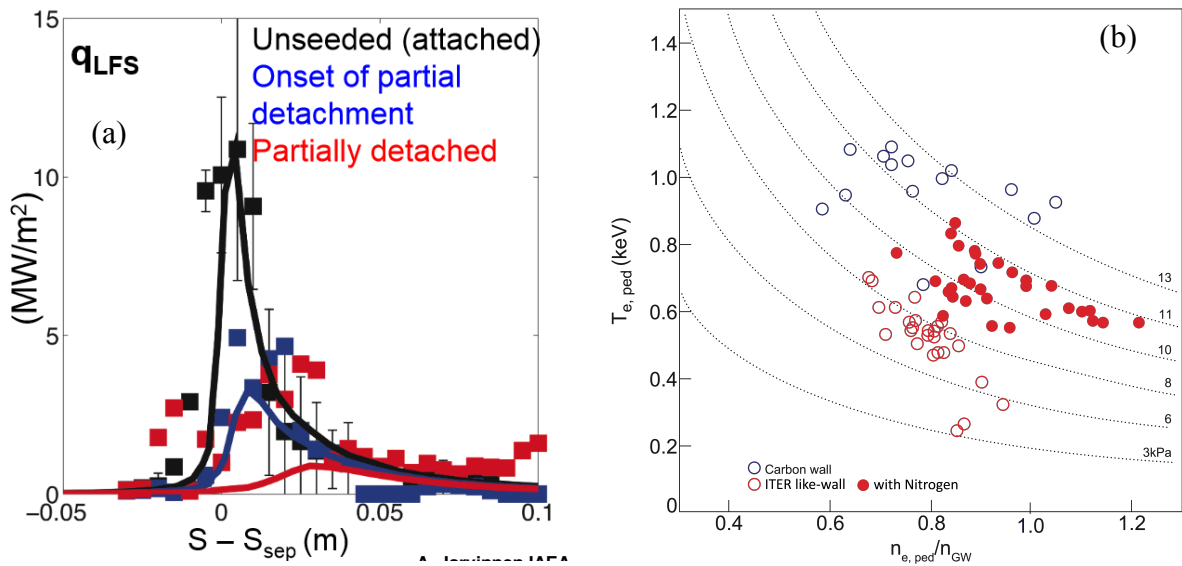 q_LFS
Unseeded (attached)
Onset of partial
detachment
Partially detached
(a)
(MW/m²)
15
10
5
0
−0.05
0
0.05
0.1
S − S_sep (m)
(b)
T_e, ped (keV)
1.4
1.2
1.0
0.8
0.6
0.4
0.2
0
13
11
10
8
6
3kPa
Carbon wall
ITER like-wall
with Nitrogen
0.4
0.6
0.8
1.0
1.2
n_e, ped/n_GW